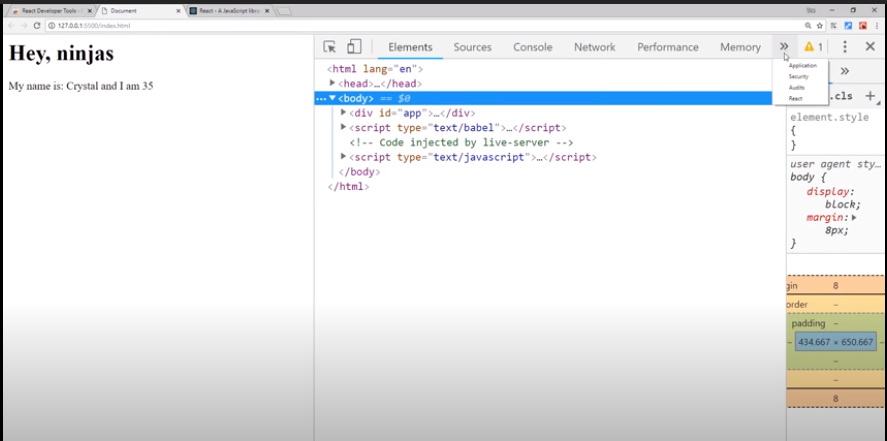 React Developer Tools -
Document
React - A JavaScript libra
127.0.0.1:5500/index.html
Hey, ninjas
My name is: Crystal and I am 35
Elements Sources Console Network Performance Memory » 1
Application
Security
Audits
React
»
.cls +
<html lang="en">
<head>…</head>
<body> == $0
<div id="app">…</div>
<script type="text/babel">…</script>
<!-- Code injected by live-server -->
<script type="text/javascript">…</script>
</body>
</html>
element.style
{
}
user agent sty…
body {
display:
block;
margin:
8px;
}
gin 8
order –
padding –
– 434.667 × 650.667 –
–
–
8